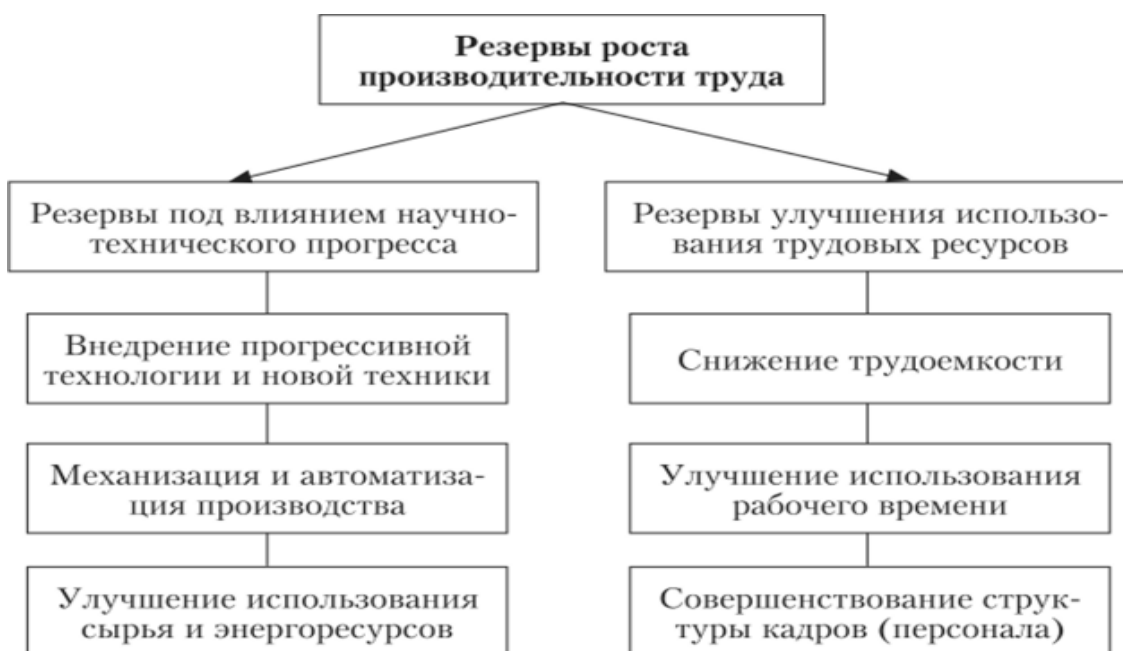 Резервы роста
производительности труда
Резервы под влиянием научно-
технического прогресса
Внедрение прогрессивной
технологии и новой техники
Механизация и автоматиза-
ция производства
Улучшение использования
сырья и энергоресурсов
Резервы улучшения использо-
вания трудовых ресурсов
Снижение трудоемкости
Улучшение использования
рабочего времени
Совершенствование струк-
туры кадров (персонала)